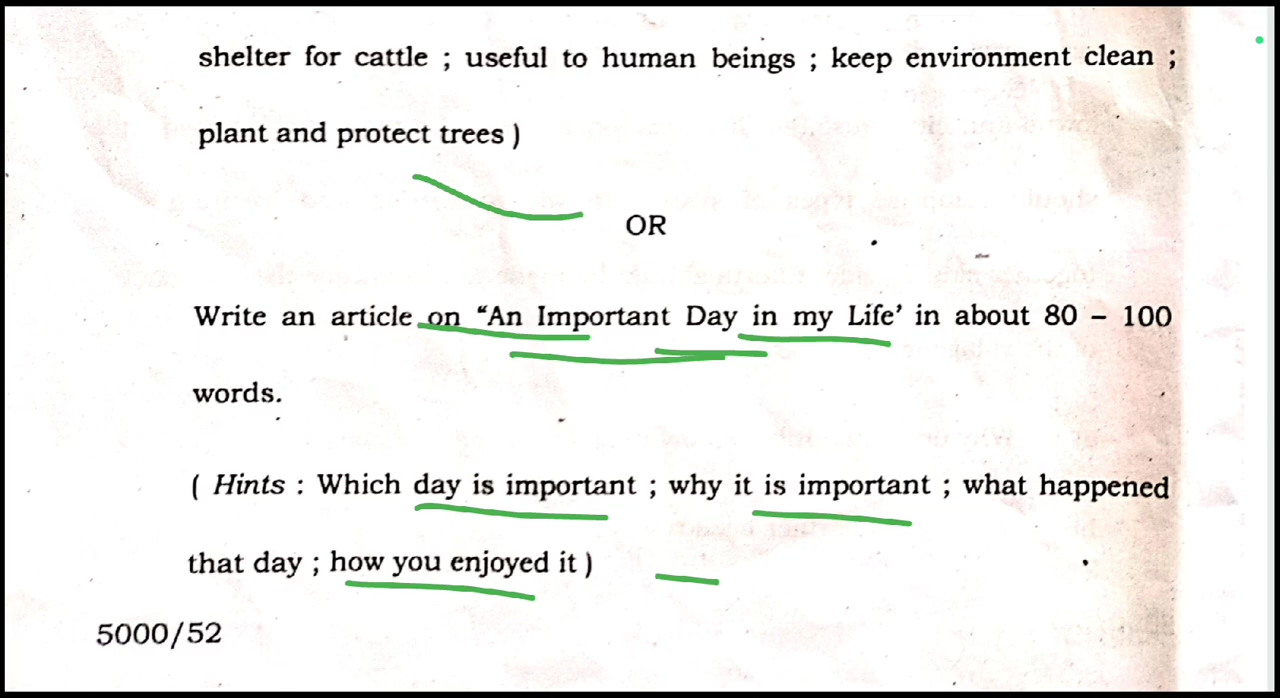 shelter for cattle ; useful to human beings ; keep environment clean ;
plant and protect trees )
OR
Write an article on “An Important Day in my Life’ in about 80 – 100
words.
( Hints : Which day is important ; why it is important ; what happened
that day ; how you enjoyed it )
5000/52